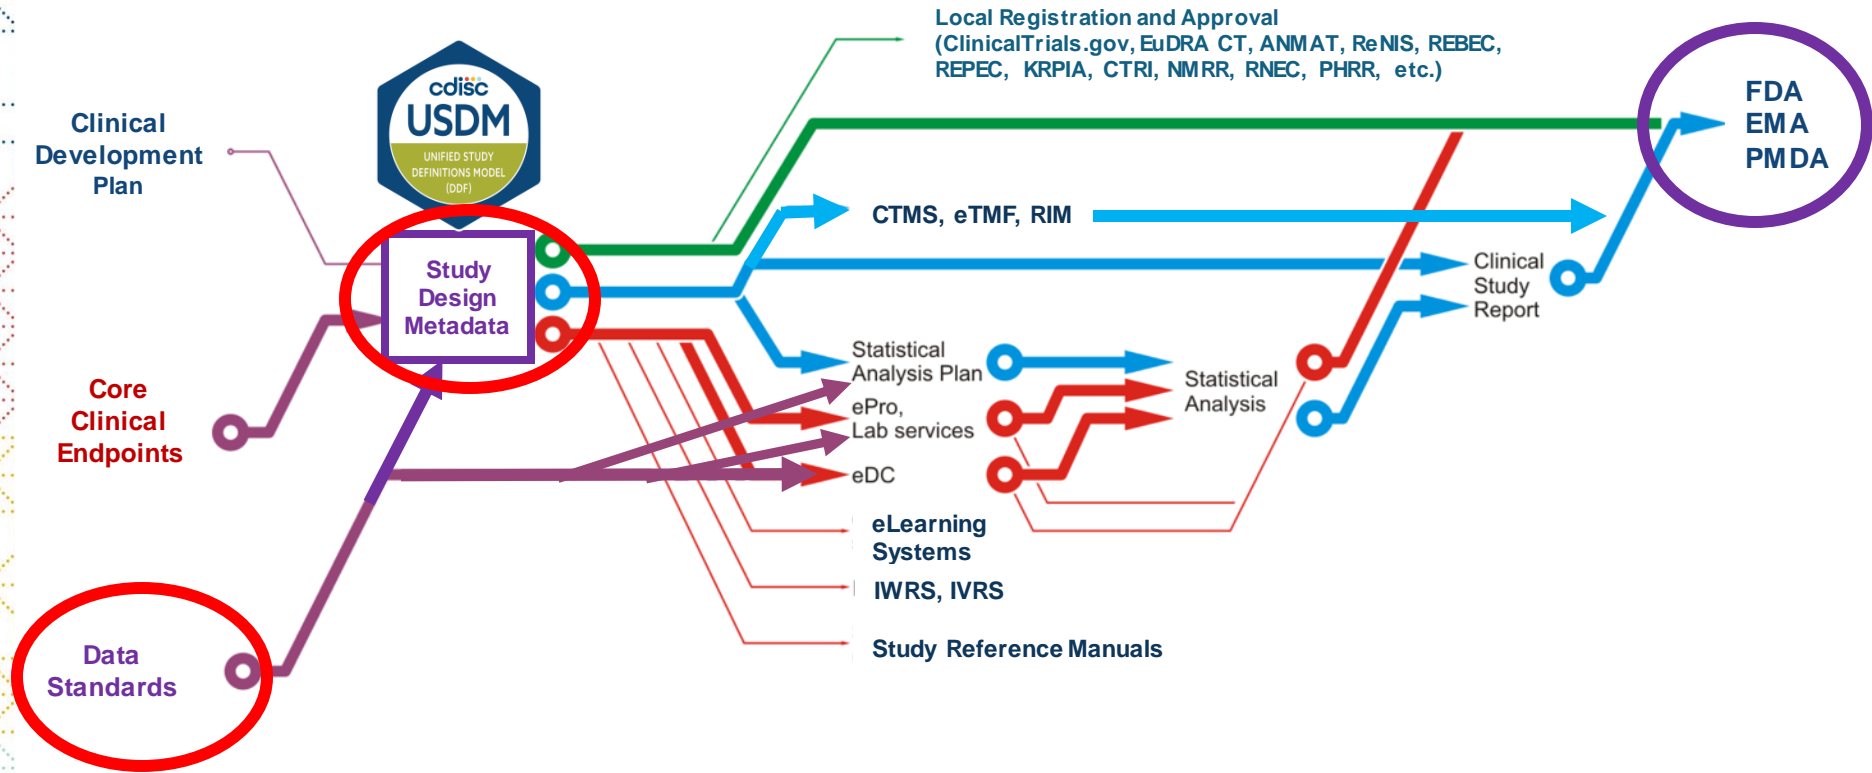 Local Registration and Approval
(ClinicalTrials.gov, EuDRA CT, ANMAT, ReNIS, REBEC,
REPEC, KRPIA, CTRI, NMRR, RNEC, PHRR, etc.)
FDA
EMA
PMDA
cdisc
USDM
UNIFIED STUDY
DEFINITIONS MODEL
(DDF)
Clinical
Development
Plan
CTMS, eTMF, RIM
Study
Design
Metadata
Clinical
Study
Report
Core
Clinical
Endpoints
Statistical
Analysis Plan
ePro,
Lab services
eDC
Statistical
Analysis
eLearning
Systems
IWRS, IVRS
Study Reference Manuals
Data
Standards